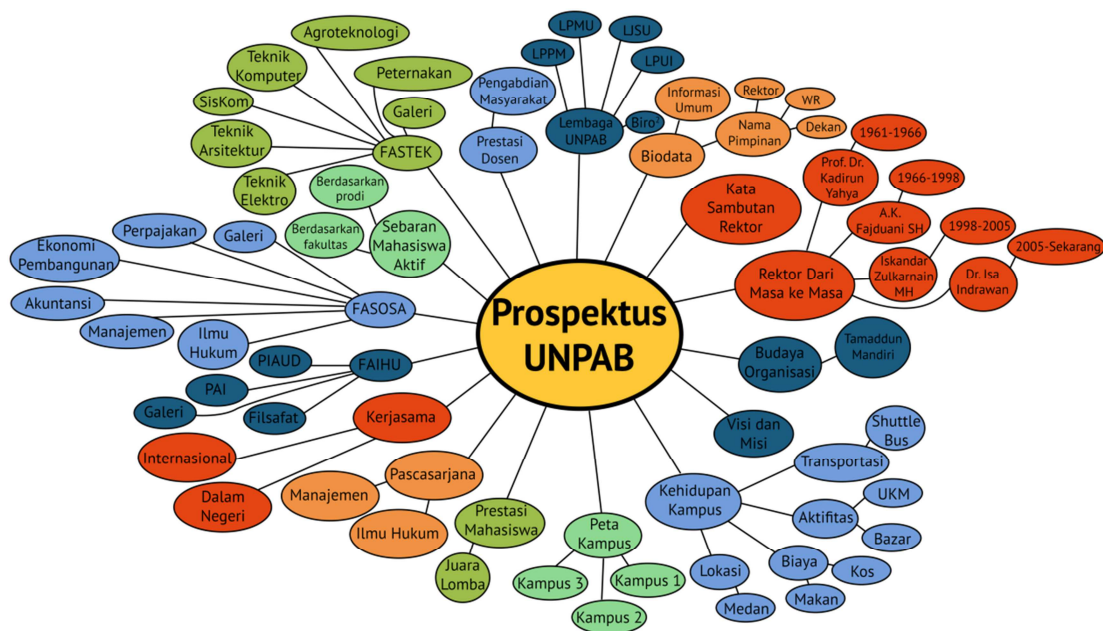 Prospektus
UNPAB
Agroteknologi
Teknik
Komputer
Peternakan
SisKom
Galeri
Teknik
Arsitektur
FASTEK
Teknik
Elektro
Berdasarkan
prodi
Berdasarkan
fakultas
Sebaran
Mahasiswa
Aktif
Pengabdian
Masyarakat
Prestasi
Dosen
LPPM
LPMU
LJSU
LPUI
Biro²
Lembaga
UNPAB
Informasi
Umum
Biodata
Rektor
WR
Dekan
Nama
Pimpinan
Kata
Sambutan
Rektor
1961-1966
Prof. Dr.
Kadirun
Yahya
1966-1998
A.K.
Fajduani SH
1998-2005
Iskandar
Zulkarnain
MH
2005-Sekarang
Dr. Isa
Indrawan
Rektor Dari
Masa ke Masa
Budaya
Organisasi
Tamaddun
Mandiri
Visi dan
Misi
Kehidupan
Kampus
Shuttle
Bus
Transportasi
Aktifitas
UKM
Bazar
Biaya
Kos
Makan
Lokasi
Medan
Peta
Kampus
Kampus 1
Kampus 2
Kampus 3
Prestasi
Mahasiswa
Juara
Lomba
Pascasarjana
Manajemen
Ilmu Hukum
Kerjasama
Internasional
Dalam
Negeri
FAIHU
PIAUD
PAI
Galeri
Filsafat
FASOSA
Galeri
Perpajakan
Ekonomi
Pembangunan
Akuntansi
Manajemen
Ilmu
Hukum